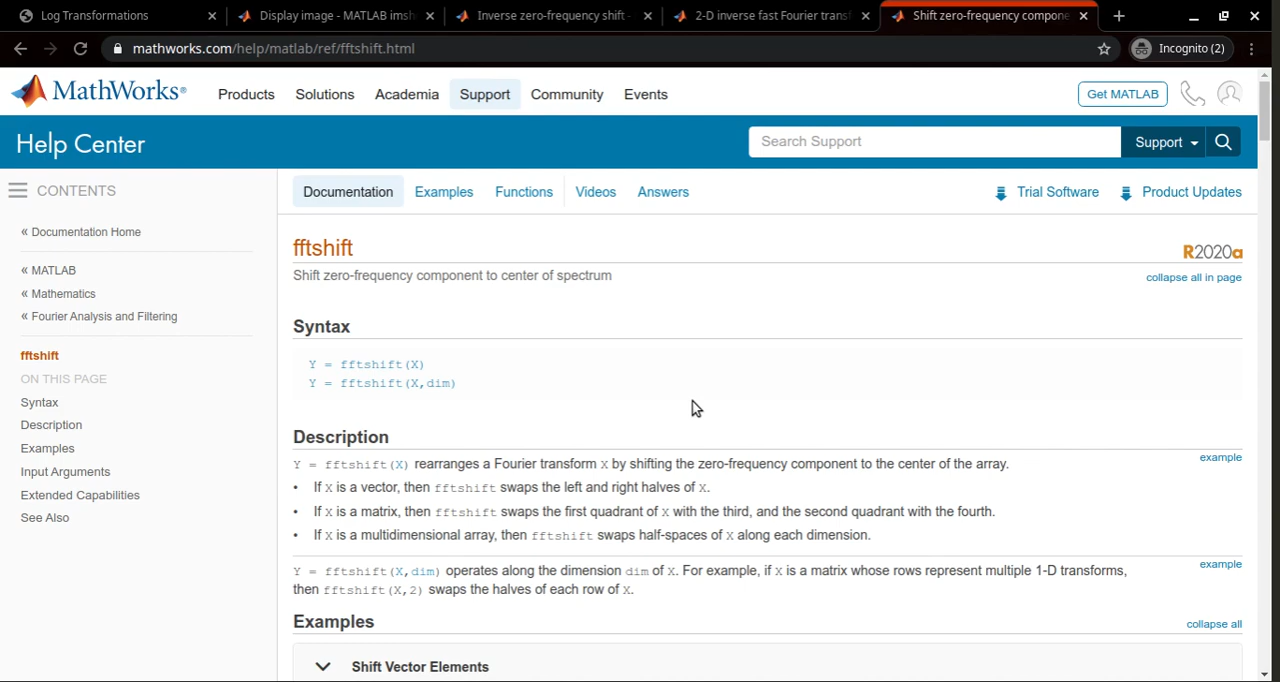 Log Transformations
Display image - MATLAB imsh
Inverse zero-frequency shift -
2-D inverse fast Fourier transf
Shift zero-frequency compone
mathworks.com/help/matlab/ref/fftshift.html
Incognito (2)
MathWorks®
Products
Solutions
Academia
Support
Community
Events
Get MATLAB
Help Center
Search Support
Support
CONTENTS
Documentation
Examples
Functions
Videos
Answers
Trial Software
Product Updates
« Documentation Home
« MATLAB
« Mathematics
« Fourier Analysis and Filtering
fftshift
ON THIS PAGE
Syntax
Description
Examples
Input Arguments
Extended Capabilities
See Also
fftshift
R2020a
Shift zero-frequency component to center of spectrum
collapse all in page
Syntax
Y = fftshift(X)
Y = fftshift(X,dim)
Description
Y = fftshift(X) rearranges a Fourier transform X by shifting the zero-frequency component to the center of the array.
example
• If X is a vector, then fftshift swaps the left and right halves of X.
• If X is a matrix, then fftshift swaps the first quadrant of X with the third, and the second quadrant with the fourth.
• If X is a multidimensional array, then fftshift swaps half-spaces of X along each dimension.
Y = fftshift(X,dim) operates along the dimension dim of X. For example, if X is a matrix whose rows represent multiple 1-D transforms,
example
then fftshift(X,2) swaps the halves of each row of X.
Examples
collapse all
Shift Vector Elements